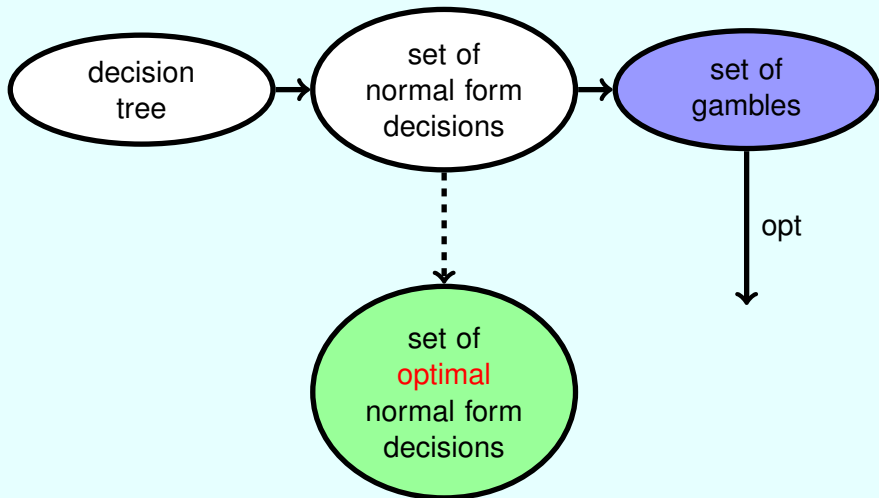 decision
tree
set of
normal form
decisions
set of
gambles
opt
set of
optimal
normal form
decisions